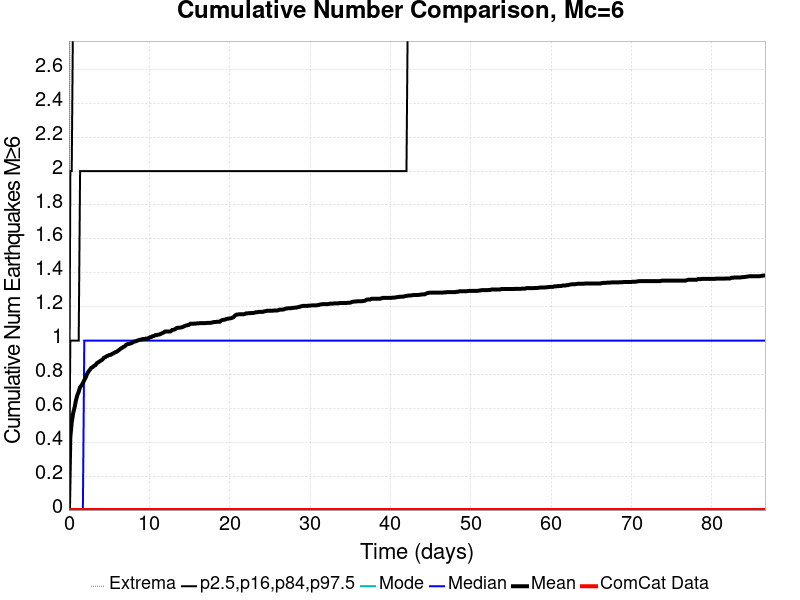 Cumulative Number Comparison, Mc=6
Cumulative Num Earthquakes M≥6
2.6
2.4
2.2
2
1.8
1.6
1.4
1.2
1
0.8
0.6
0.4
0.2
0
0 10 20 30 40 50 60 70 80
Time (days)
Extrema p2.5,p16,p84,p97.5 Mode Median Mean ComCat Data